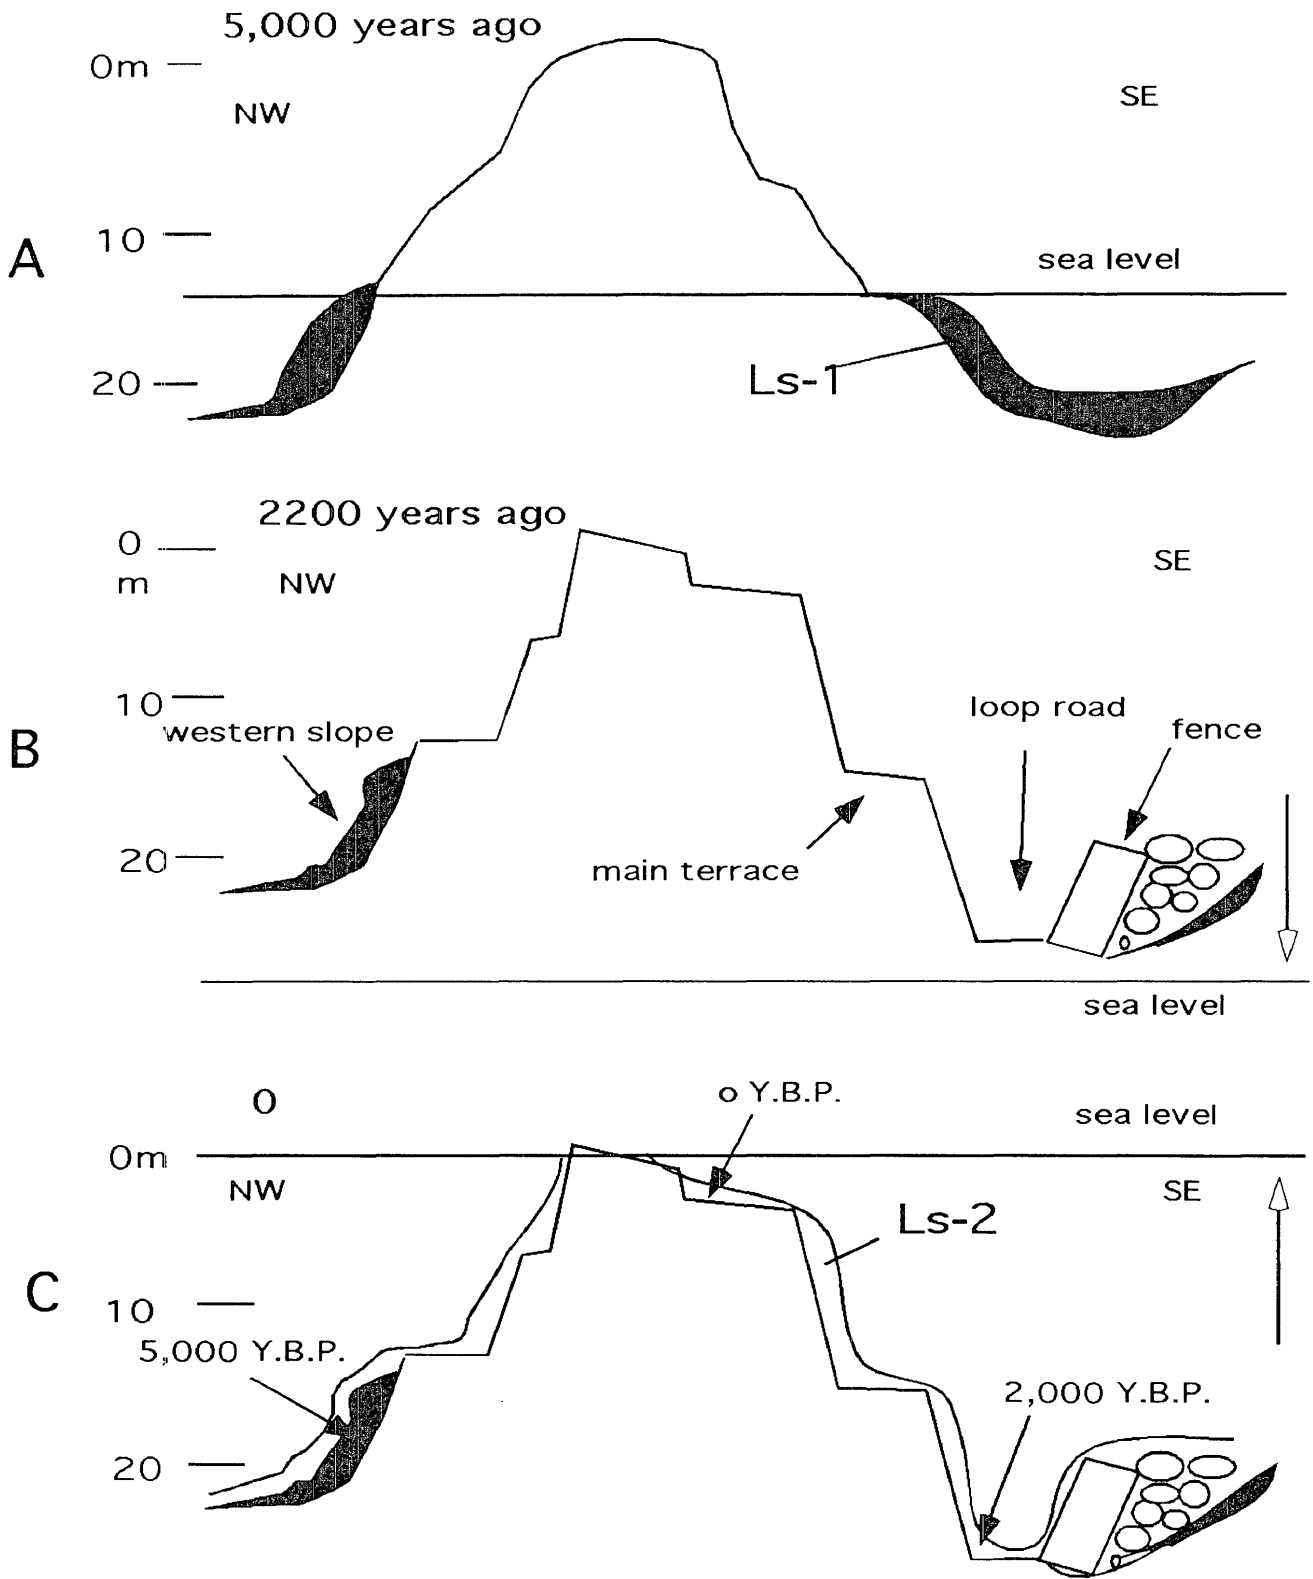 5,000 years ago
0m
NW
SE
A
10
sea level
20
Ls-1
2200 years ago
0
m
NW
SE
10
western slope
loop road
fence
B
20
main terrace
sea level
0
o Y.B.P.
sea level
0m
NW
SE
Ls-2
C
10
5,000 Y.B.P.
2,000 Y.B.P.
20